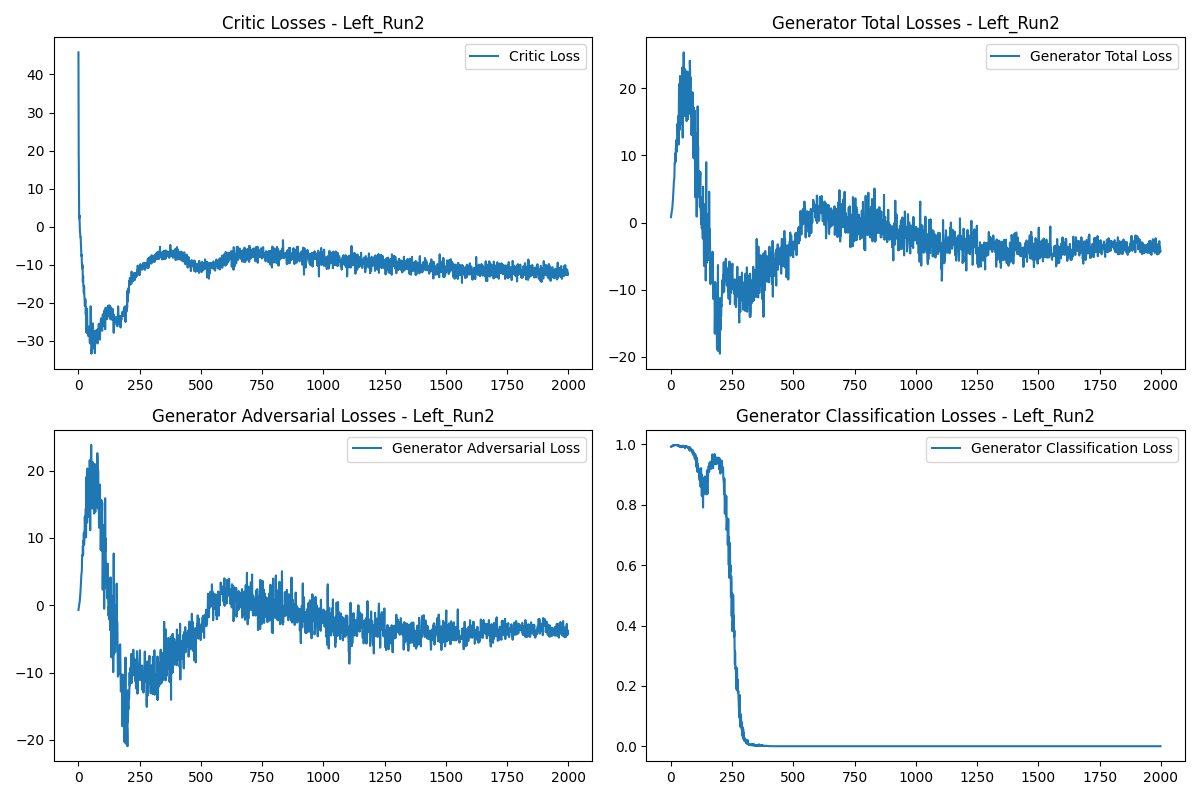 Critic Losses - Left_Run2
Critic Loss
40
30
20
10
0
−10
−20
−30
0 250 500 750 1000 1250 1500 1750 2000
Generator Total Losses - Left_Run2
Generator Total Loss
20
10
0
−10
−20
0 250 500 750 1000 1250 1500 1750 2000
Generator Adversarial Losses - Left_Run2
Generator Adversarial Loss
20
10
0
−10
−20
0 250 500 750 1000 1250 1500 1750 2000
Generator Classification Losses - Left_Run2
Generator Classification Loss
1.0
0.8
0.6
0.4
0.2
0.0
0 250 500 750 1000 1250 1500 1750 2000